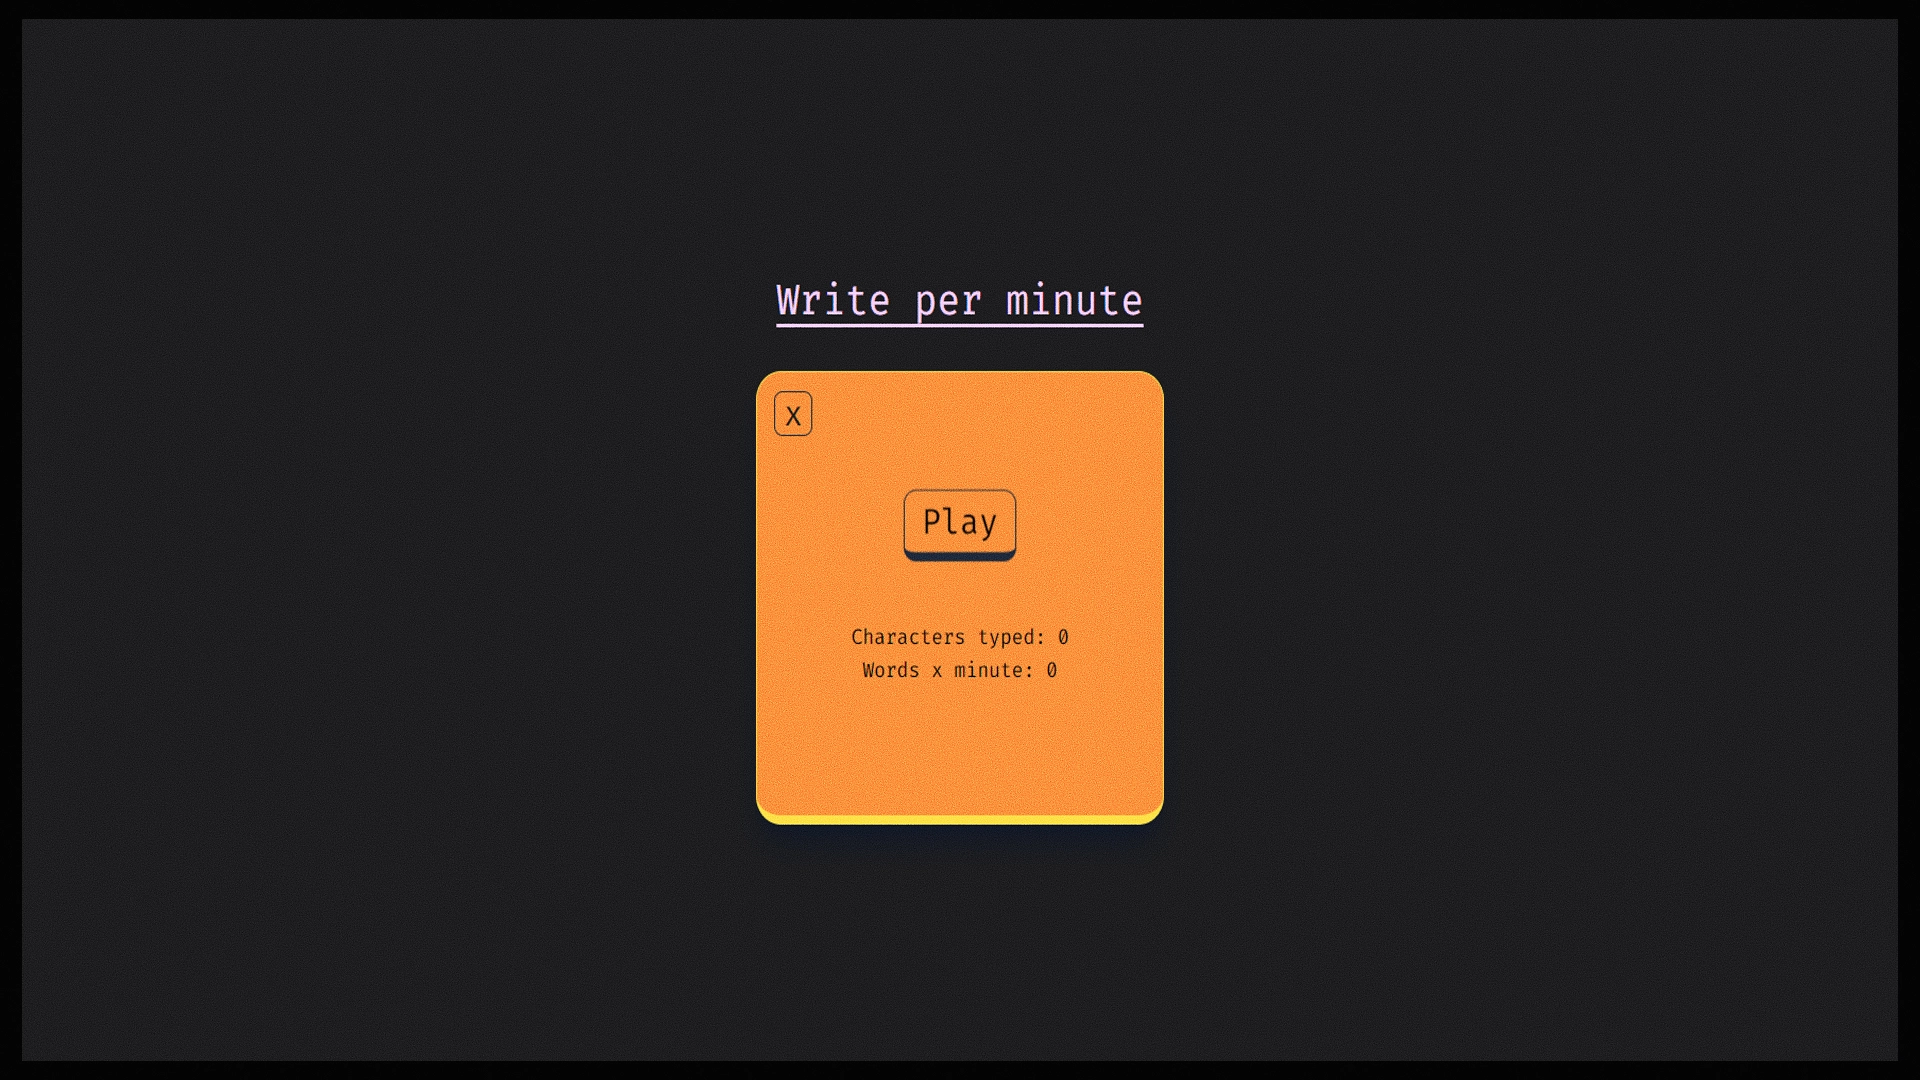 Write per minute
x
Play
Characters typed: 0
Words x minute: 0